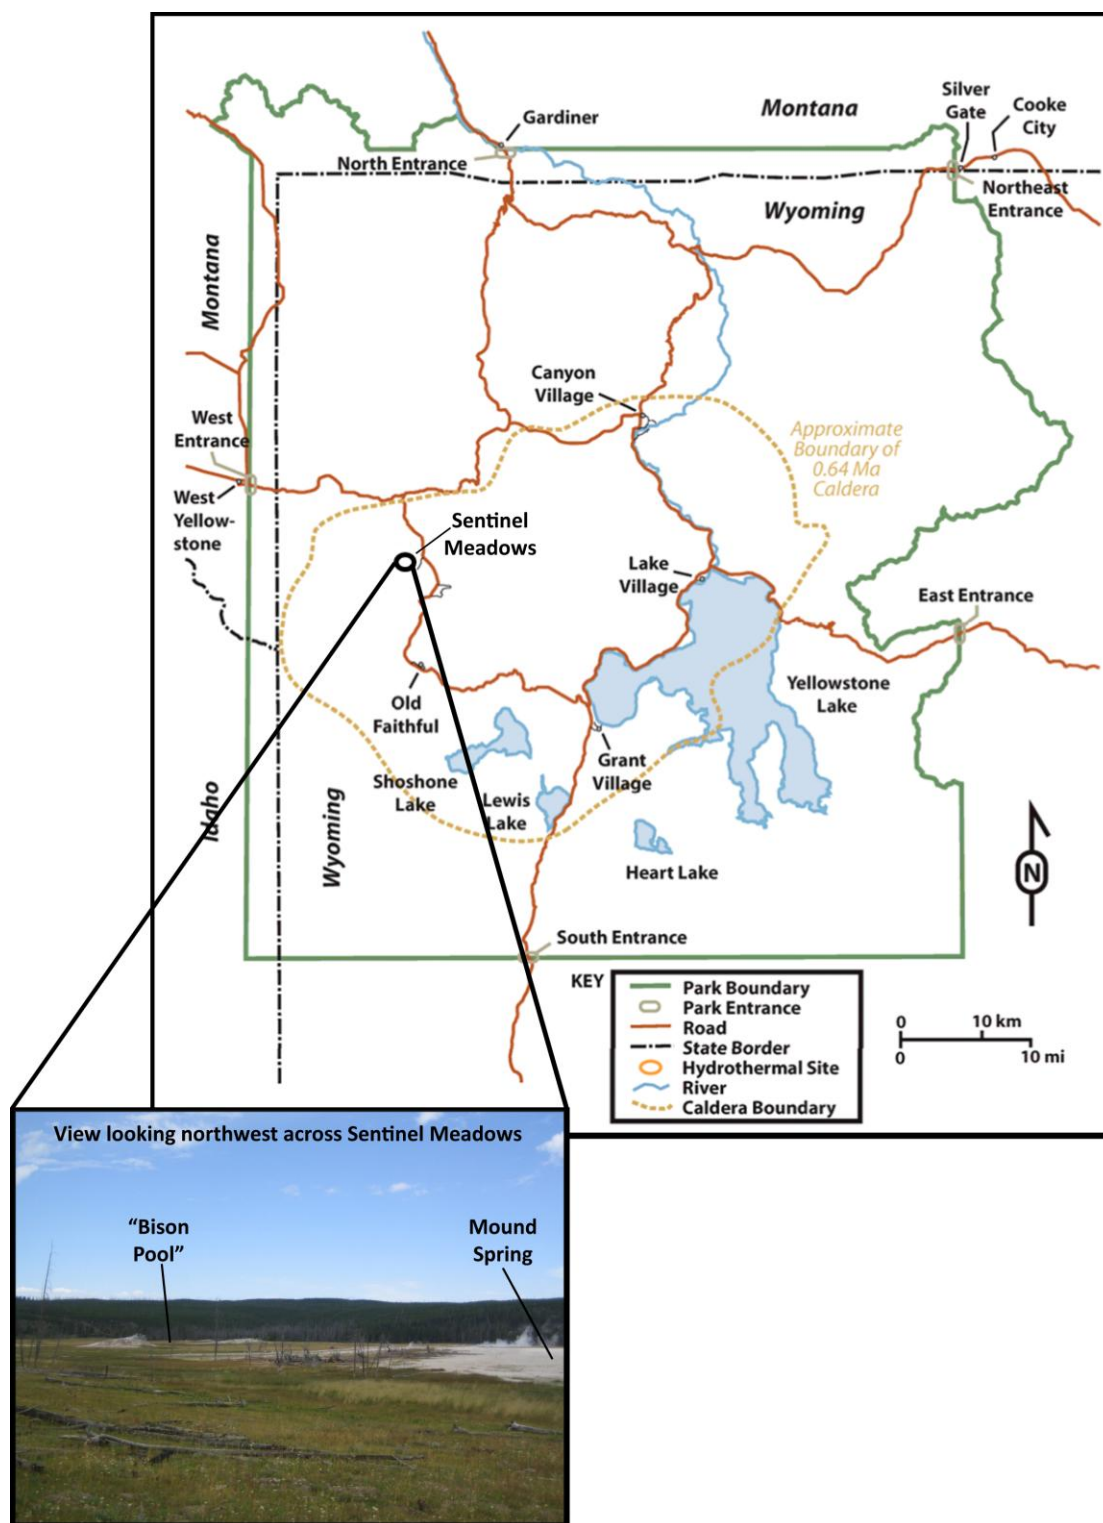 Montana
Silver
Gate
Cooke
City
Gardiner
North Entrance
Northeast
Entrance
Wyoming
Montana
Canyon
Village
Approximate
Boundary of
0.64 Ma
Caldera
West
Entrance
West
Yellow-
stone
Sentinel
Meadows
Lake
Village
East Entrance
Old
Faithful
Yellowstone
Lake
Grant
Village
Shoshone
Lake
Lewis
Lake
Idaho
Wyoming
Heart Lake
N
South Entrance
KEY
Park Boundary
Park Entrance
Road
State Border
Hydrothermal Site
River
Caldera Boundary
0 10 km
0 10 mi
View looking northwest across Sentinel Meadows
“Bison
Pool”
Mound
Spring